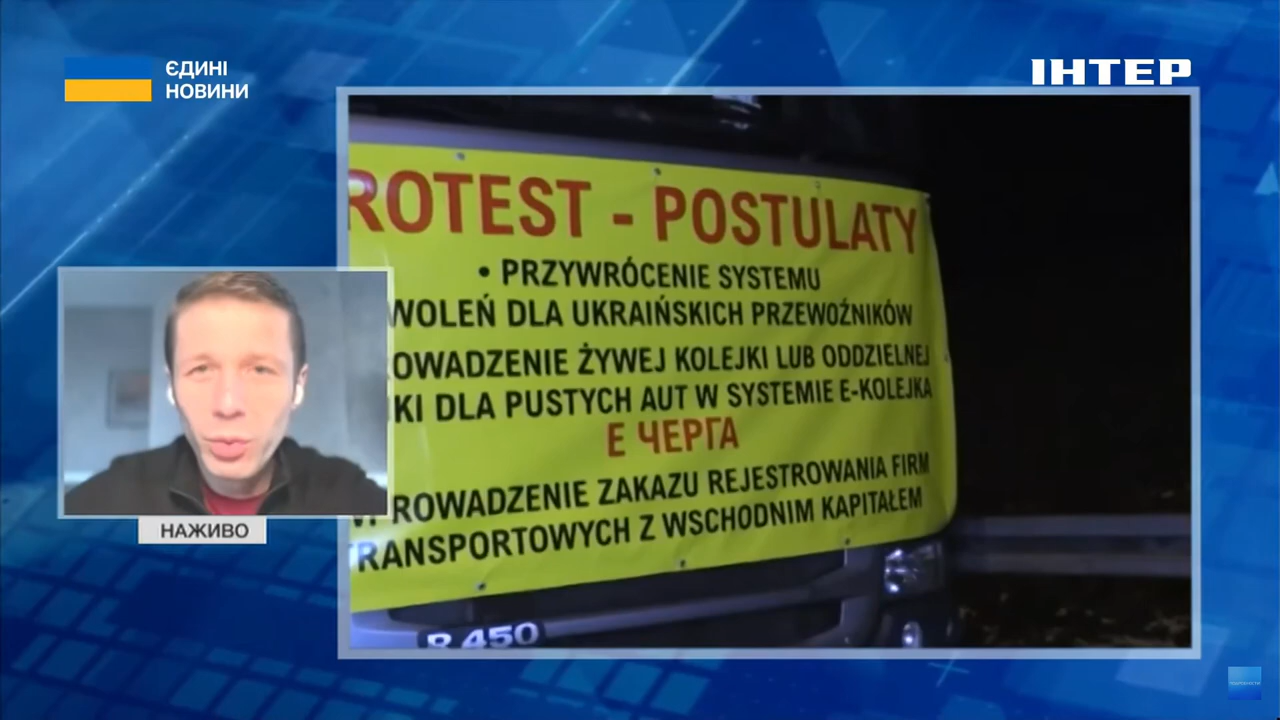 ЄДИНІ
НОВИНИ
ІНТЕР
ROTEST - POSTULATY
• PRZYWRÓCENIE SYSTEMU
WOLEŃ DLA UKRAIŃSKICH PRZEWOŹNIKÓW
ROWADZENIE ŻYWEJ KOLEJKI LUB ODDZIELNEJ
KI DLA PUSTYCH AUT W SYSTEMIE E-KOLEJKA
Е ЧЕРГА
ROWADZENIE ZAKAZU REJESTROWANIA FIRM
TRANSPORTOWYCH Z WSCHODNIM KAPITAŁEM
R 450
НАЖИВО